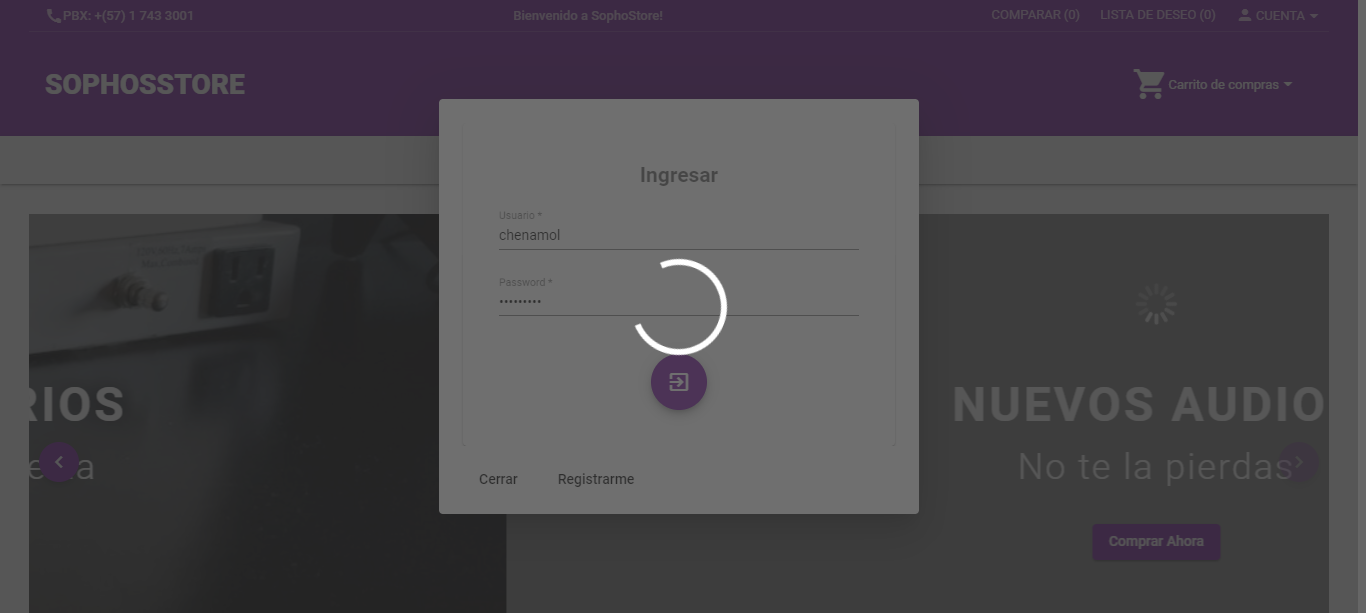 PBX: +(57) 1 743 3001
Bienvenido a SophoStore!
COMPARAR (0)
LISTA DE DESEO (0)
CUENTA
SOPHOSSTORE
Carrito de compras
Ingresar
Usuario *
chenamol
Password *
•••••••••
Cerrar
Registrarme
RIOS
NUEVOS AUDIO
No te la pierdas
Comprar Ahora